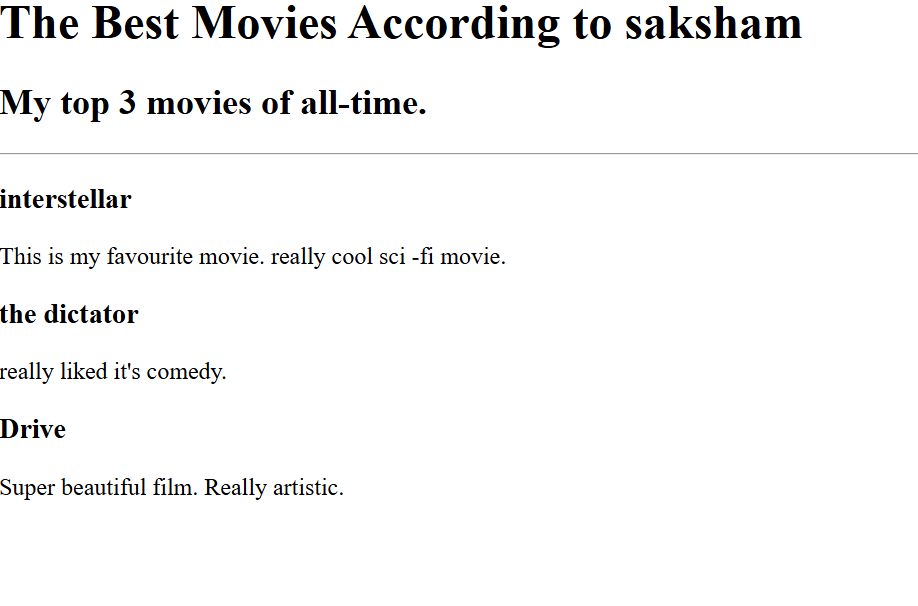 The Best Movies According to saksham
My top 3 movies of all-time.
interstellar
This is my favourite movie. really cool sci -fi movie.
the dictator
really liked it's comedy.
Drive
Super beautiful film. Really artistic.